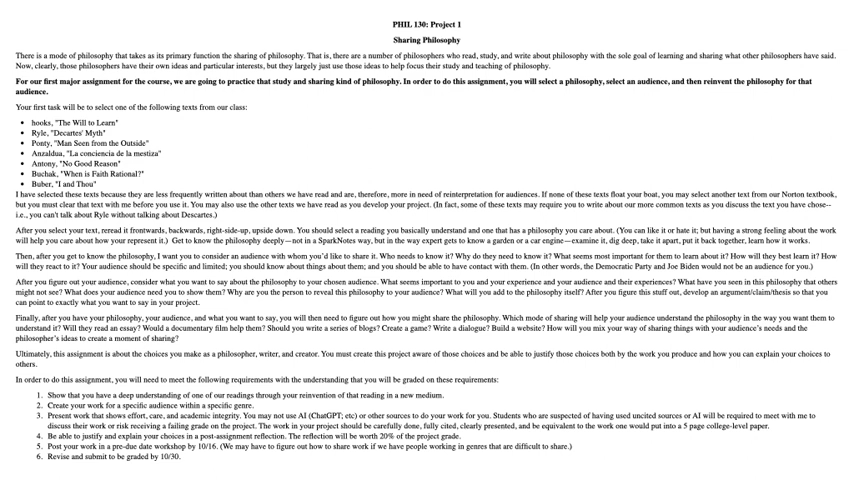 PHIL 130: Project 1
Sharing Philosophy
There is a mode of philosophy that takes as its primary function the sharing of philosophy. That is, there are a number of philosophers who read, study, and write about philosophy with the sole goal of learning and sharing what other philosophers have said.
Now, clearly, those philosophers have their own ideas and particular interests, but they largely just use those ideas to help focus their study and teaching of philosophy.
For our first major assignment for the course, we are going to practice that study and sharing kind of philosophy. In order to do this assignment, you will select a philosophy, select an audience, and then reinvent the philosophy for that
audience.
Your first task will be to select one of the following texts from our class:
• hooks, "The Will to Learn"
• Ryle, "Decartes' Myth"
• Ponty, "Man Seen from the Outside"
• Anzaldua, "La conciencia de la mestiza"
• Antony, "No Good Reason"
• Buchak, "When is Faith Rational?"
• Buber, "I and Thou"
I have selected these texts because they are less frequently written about than others we have read and are, therefore, more in need of reinterpretation for audiences. If none of these texts float your boat, you may select another text from our Norton textbook,
but you must clear that text with me before you use it. You may also use the other texts we have read as you develop your project. (In fact, some of these texts may require you to write about our more common texts as you discuss the text you have chose--
i.e., you can't talk about Ryle without talking about Descartes.)
After you select your text, reread it frontwards, backwards, right-side-up, upside down. You should select a reading you basically understand and one that has a philosophy you care about. (You can like it or hate it; but having a strong feeling about the work
will help you care about how your represent it.) Get to know the philosophy deeply—not in a SparkNotes way, but in the way expert gets to know a garden or a car engine—examine it, dig deep, take it apart, put it back together, learn how it works.
Then, after you get to know the philosophy, I want you to consider an audience with whom you'd like to share it. Who needs to know it? Why do they need to know it? What seems most important for them to learn about it? How will they best learn it? How
will they react to it? Your audience should be specific and limited; you should know about things about them; and you should be able to have contact with them. (In other words, the Democratic Party and Joe Biden would not be an audience for you.)
After you figure out your audience, consider what you want to say about the philosophy to your chosen audience. What seems important to you and your experience and your audience and their experiences? What have you seen in this philosophy that others
might not see? What does your audience need you to show them? Why are you the person to reveal this philosophy to your audience? What will you add to the philosophy itself? After you figure this stuff out, develop an argument/claim/thesis so that you
can point to exactly what you want to say in your project.
Finally, after you have your philosophy, your audience, and what you want to say, you will then need to figure out how you might share the philosophy. Which mode of sharing will help your audience understand the philosophy in the way you want them to
understand it? Will they read an essay? Would a documentary film help them? Should you write a series of blogs? Create a game? Write a dialogue? Build a website? How will you mix your way of sharing things with your audience's needs and the
philosopher's ideas to create a moment of sharing?
Ultimately, this assignment is about the choices you make as a philosopher, writer, and creator. You must create this project aware of those choices and be able to justify those choices both by the work you produce and how you can explain your choices to
others.
In order to do this assignment, you will need to meet the following requirements with the understanding that you will be graded on these requirements:
1. Show that you have a deep understanding of one of our readings through your reinvention of that reading in a new medium.
2. Create your work for a specific audience within a specific genre.
3. Present work that shows effort, care, and academic integrity. You may not use AI (ChatGPT; etc) or other sources to do your work for you. Students who are suspected of having used uncited sources or AI will be required to meet with me to
discuss their work or risk receiving a failing grade on the project. The work in your project should be carefully done, fully cited, clearly presented, and be equivalent to the work one would put into a 5 page college-level paper.
4. Be able to justify and explain your choices in a post-assignment reflection. The reflection will be worth 20% of the project grade.
5. Post your work in a pre-due date workshop by 10/16. (We may have to figure out how to share work if we have people working in genres that are difficult to share.)
6. Revise and submit to be graded by 10/30.